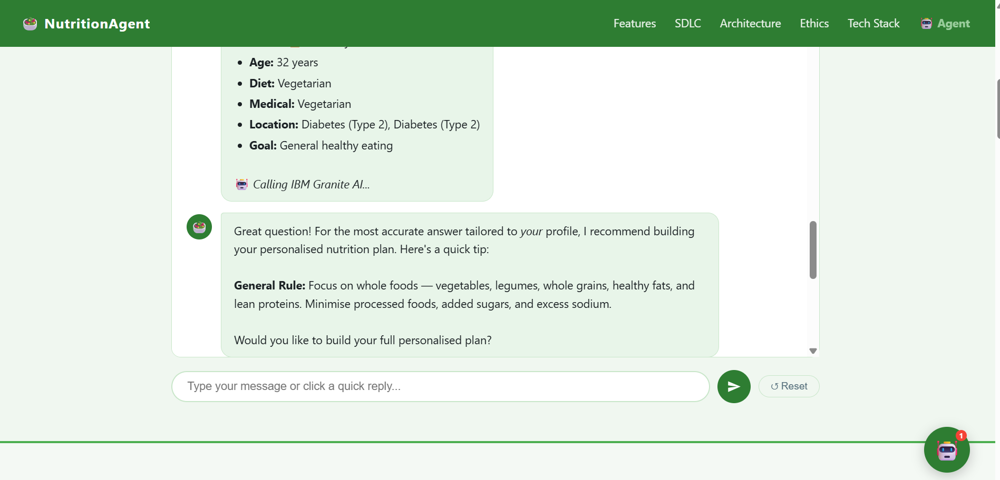 NutritionAgent
Features
SDLC
Architecture
Ethics
Tech Stack
Agent
Age: 32 years
Diet: Vegetarian
Medical: Vegetarian
Location: Diabetes (Type 2), Diabetes (Type 2)
Goal: General healthy eating
Calling IBM Granite AI...
Great question! For the most accurate answer tailored to your profile, I recommend building
your personalised nutrition plan. Here's a quick tip:
General Rule: Focus on whole foods — vegetables, legumes, whole grains, healthy fats, and
lean proteins. Minimise processed foods, added sugars, and excess sodium.
Would you like to build your full personalised plan?
Type your message or click a quick reply...
↺ Reset
1